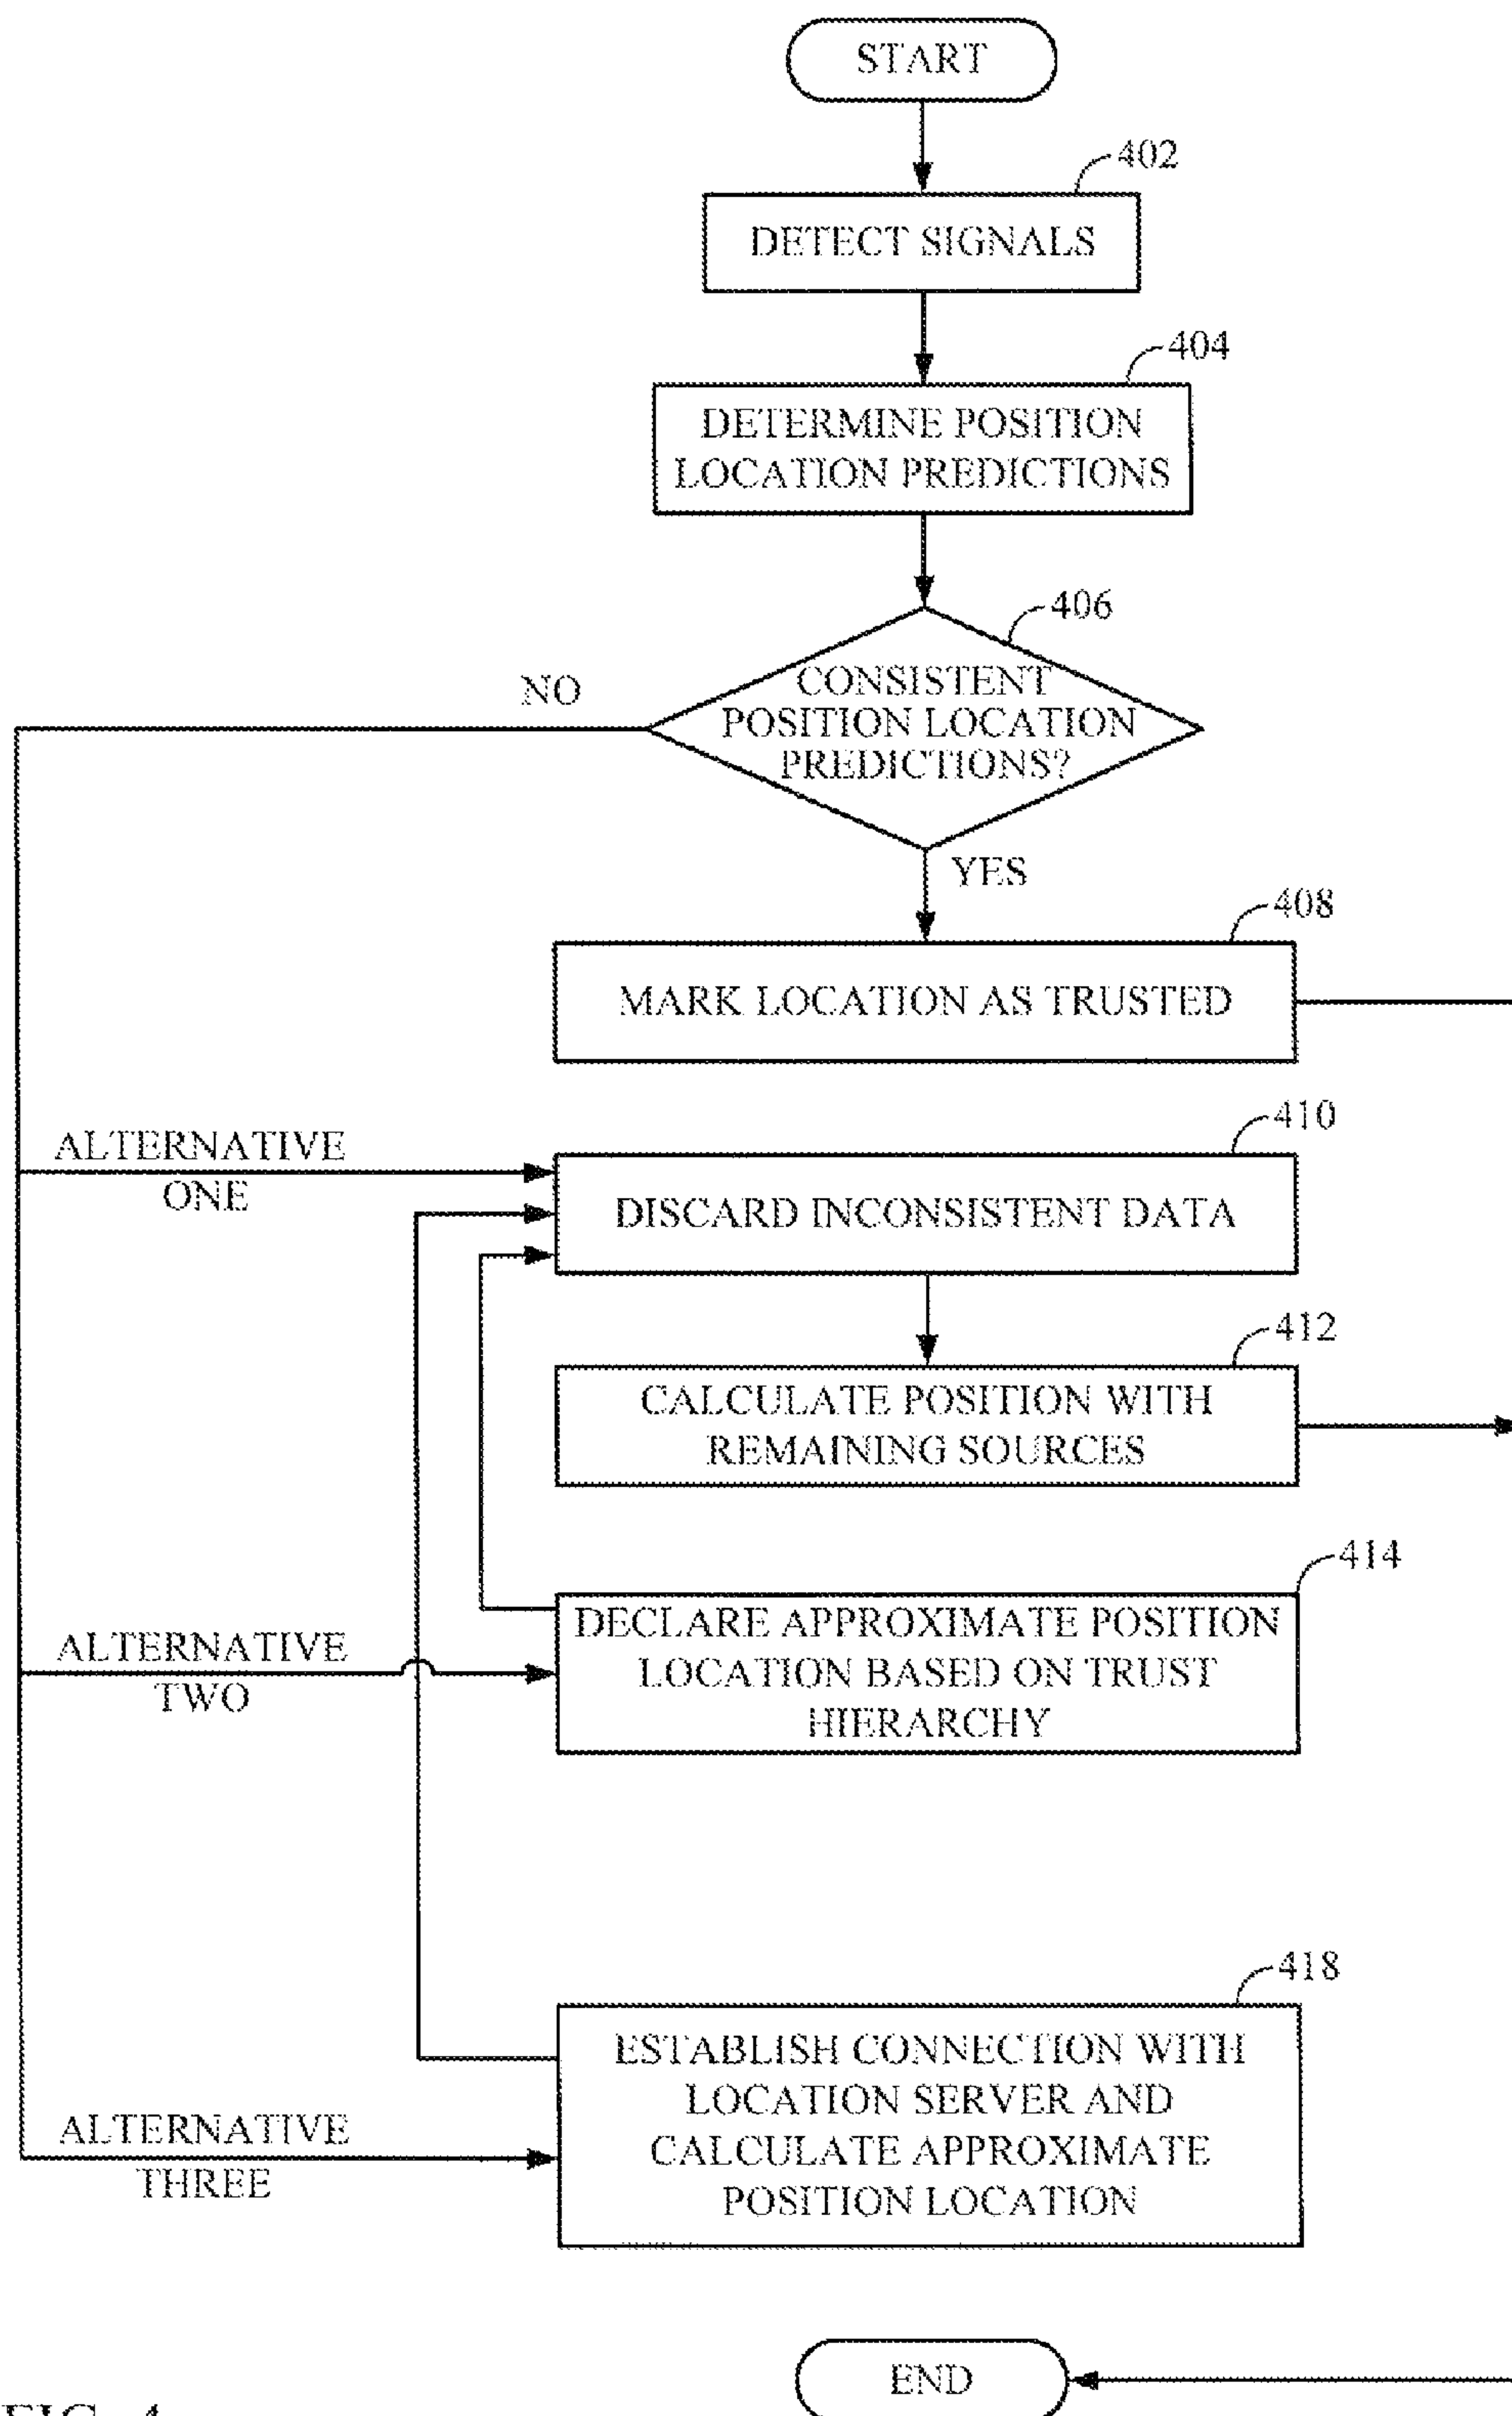 START
402
DETECT SIGNALS
404
DETERMINE POSITION
LOCATION PREDICTIONS
406
CONSISTENT
POSITION LOCATION
PREDICTIONS?
NO
YES
408
MARK LOCATION AS TRUSTED
410
ALTERNATIVE
ONE
DISCARD INCONSISTENT DATA
412
CALCULATE POSITION WITH
REMAINING SOURCES
414
ALTERNATIVE
TWO
DECLARE APPROXIMATE POSITION
LOCATION BASED ON TRUST
HIERARCHY
418
ESTABLISH CONNECTION WITH
LOCATION SERVER AND
CALCULATE APPROXIMATE
POSITION LOCATION
ALTERNATIVE
THREE
END